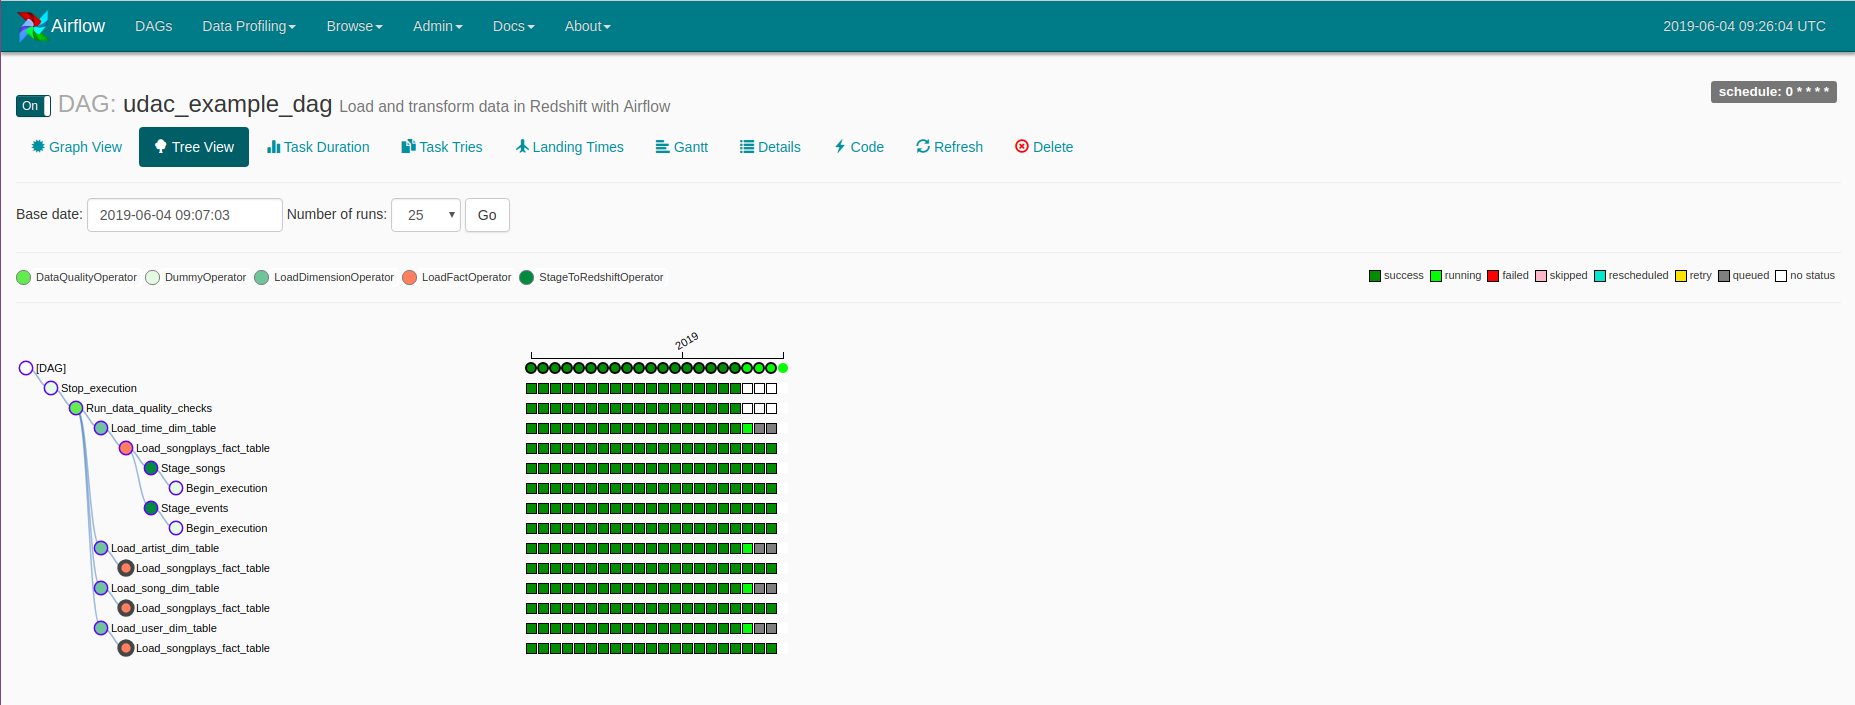 Airflow DAGs Data Profiling Browse Admin Docs About 2019-06-04 09:26:04 UTC
schedule: 0 * * * *
On DAG: udac_example_dag Load and transform data in Redshift with Airflow
Graph View Tree View Task Duration Task Tries Landing Times Gantt Details Code Refresh Delete
Base date: 2019-06-04 09:07:03 Number of runs: 25 Go
DataQualityOperator DummyOperator LoadDimensionOperator LoadFactOperator StageToRedshiftOperator success running failed skipped rescheduled retry queued no status
2019
[DAG]
Stop_execution
Run_data_quality_checks
Load_time_dim_table
Load_songplays_fact_table
Stage_songs
Begin_execution
Stage_events
Begin_execution
Load_artist_dim_table
Load_songplays_fact_table
Load_song_dim_table
Load_songplays_fact_table
Load_user_dim_table
Load_songplays_fact_table